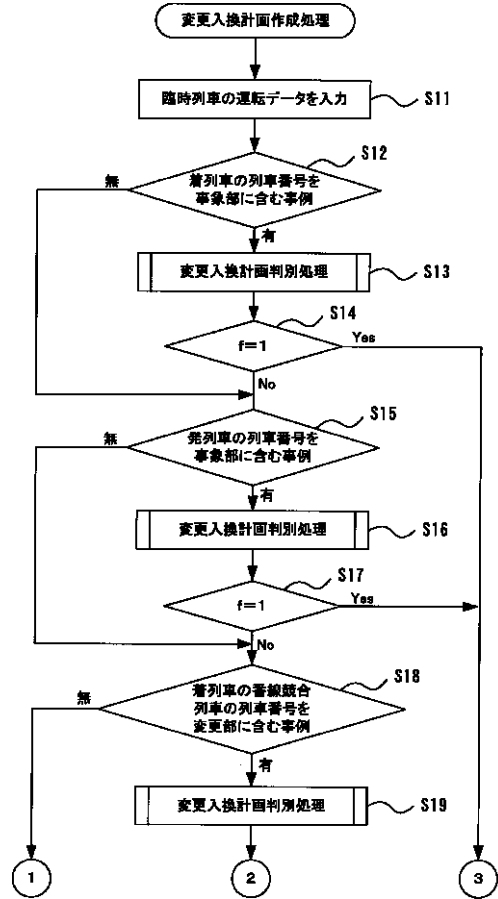 変更入換計画作成処理
臨時列車の運転データを入力
S11
S12
着列車の列車番号を
事象部に含む事例
無
有
変更入換計画判別処理
S13
S14
f=1
Yes
No
S15
発列車の列車番号を
事象部に含む事例
無
有
変更入換計画判別処理
S16
S17
f=1
Yes
No
S18
着列車の番線競合
列車の列車番号を
変更部に含む事例
無
有
変更入換計画判別処理
S19
1
2
3